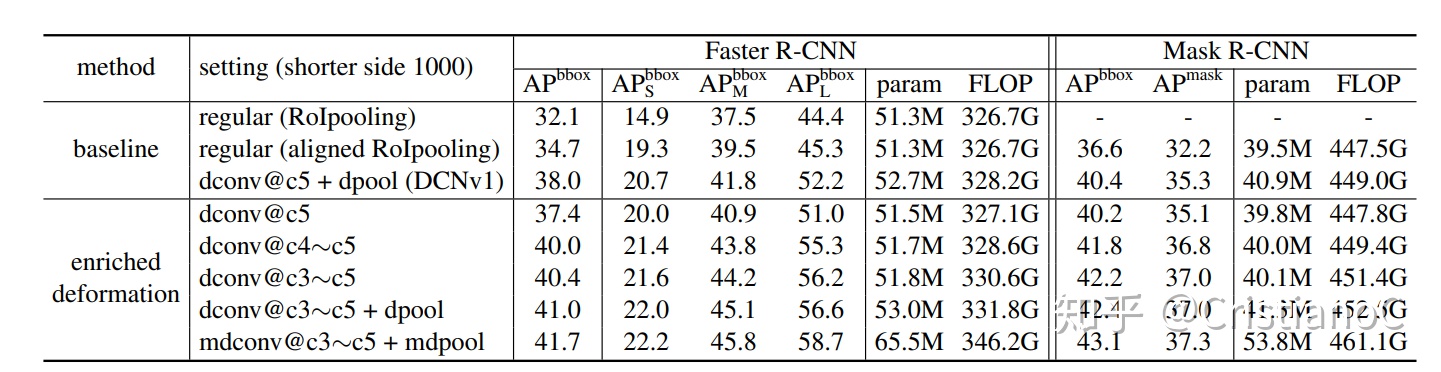 method setting (shorter side 1000) Faster R-CNN Mask R-CNN
AP^bbox AP_S^bbox AP_M^bbox AP_L^bbox param FLOP AP^bbox AP^mask param FLOP
baseline
regular (RoIpooling) 32.1 14.9 37.5 44.4 51.3M 326.7G - - - -
regular (aligned RoIpooling) 34.7 19.3 39.5 45.3 51.3M 326.7G 36.6 32.2 39.5M 447.5G
dconv@c5 + dpool (DCNv1) 38.0 20.7 41.8 52.2 52.7M 328.2G 40.4 35.3 40.9M 449.0G
enriched deformation
dconv@c5 37.4 20.0 40.9 51.0 51.5M 327.1G 40.2 35.1 39.8M 447.8G
dconv@c4~c5 40.0 21.4 43.8 55.3 51.7M 328.6G 41.8 36.8 40.0M 449.4G
dconv@c3~c5 40.4 21.6 44.2 56.2 51.8M 330.6G 42.2 37.0 40.1M 451.4G
dconv@c3~c5 + dpool 41.0 22.0 45.1 56.6 53.0M 331.8G 42.4 37.0
mdconv@c3~c5 + mdpool 41.7 22.2 45.8 58.7 65.5M 346.2G 43.1 37.3 53.8M 461.1G
知乎 @CristianoC